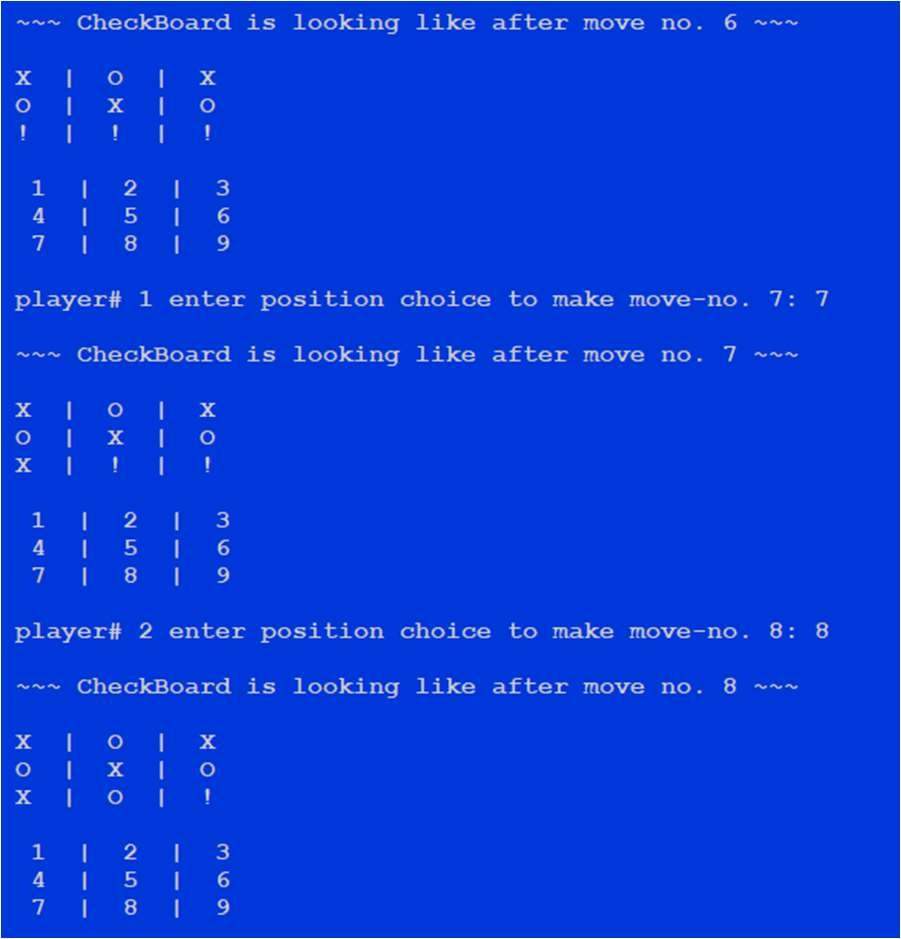 ~~~ CheckBoard is looking like after move no. 6 ~~~
X | O | X
O | X | O
! | ! | !
1 | 2 | 3
4 | 5 | 6
7 | 8 | 9
player# 1 enter position choice to make move-no. 7: 7
~~~ CheckBoard is looking like after move no. 7 ~~~
X | O | X
O | X | O
X | ! | !
1 | 2 | 3
4 | 5 | 6
7 | 8 | 9
player# 2 enter position choice to make move-no. 8: 8
~~~ CheckBoard is looking like after move no. 8 ~~~
X | O | X
O | X | O
X | O | !
1 | 2 | 3
4 | 5 | 6
7 | 8 | 9